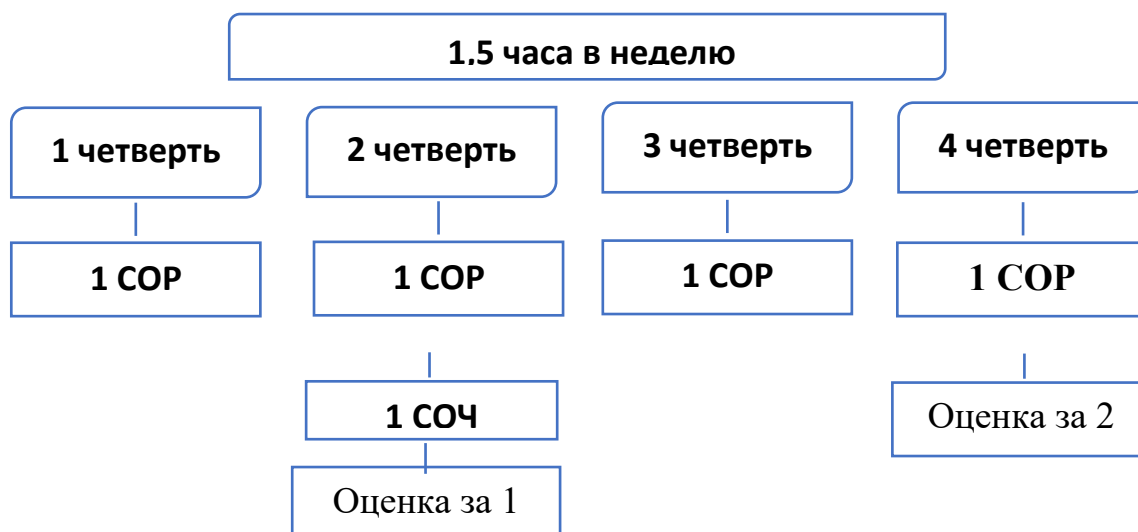 1,5 часа в неделю
1 четверть
2 четверть
3 четверть
4 четверть
1 СОР
1 СОР
1 СОР
1 СОР
1 СОЧ
Оценка за 2
Оценка за 1